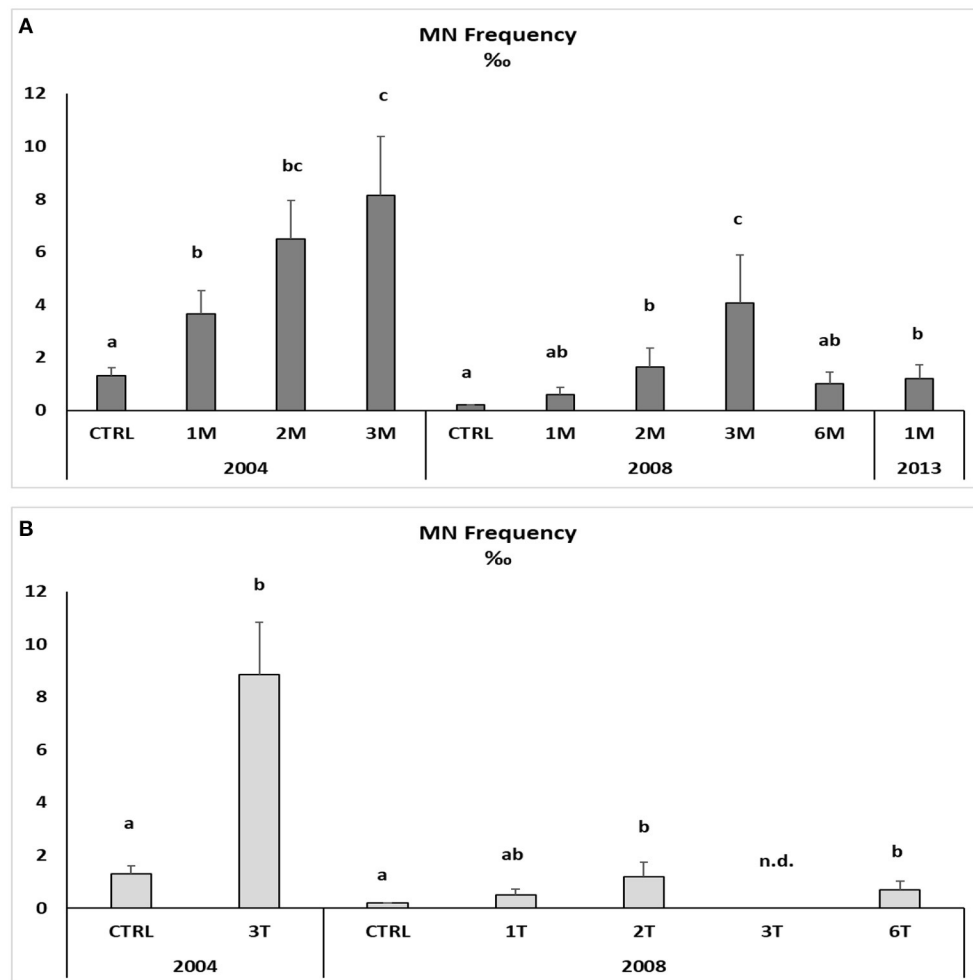 A
MN Frequency
‰
12
10
8
6
4
2
0
a
b
bc
c
a
ab
b
c
ab
b
CTRL 1M 2M 3M CTRL 1M 2M 3M 6M 1M
2004 2008 2013
B
MN Frequency
‰
12
10
8
6
4
2
0
a
b
a
ab
b
n.d.
b
CTRL 3T CTRL 1T 2T 3T 6T
2004 2008